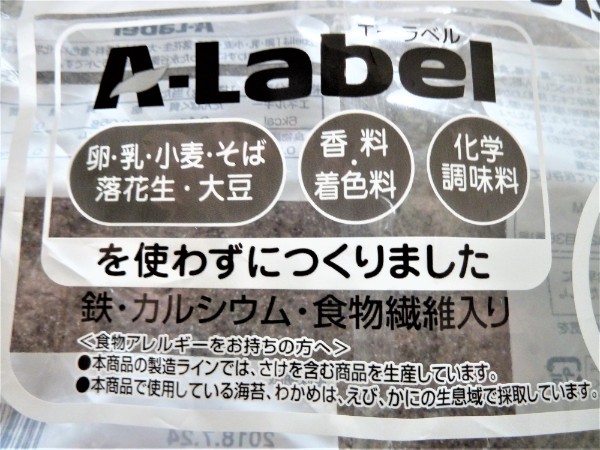 エー ラベル
A-Label
卵・乳・小麦・そば
落花生・大豆
香料・
着色料
化学
調味料
を使わずにつくりました
鉄・カルシウム・食物繊維入り
<食物アレルギーをお持ちの方へ>
●本商品の製造ラインでは、さけを含む商品を生産しています。
●本商品で使用している海苔、わかめは、えび、かにの生息域で採取しています。
2018.7.24